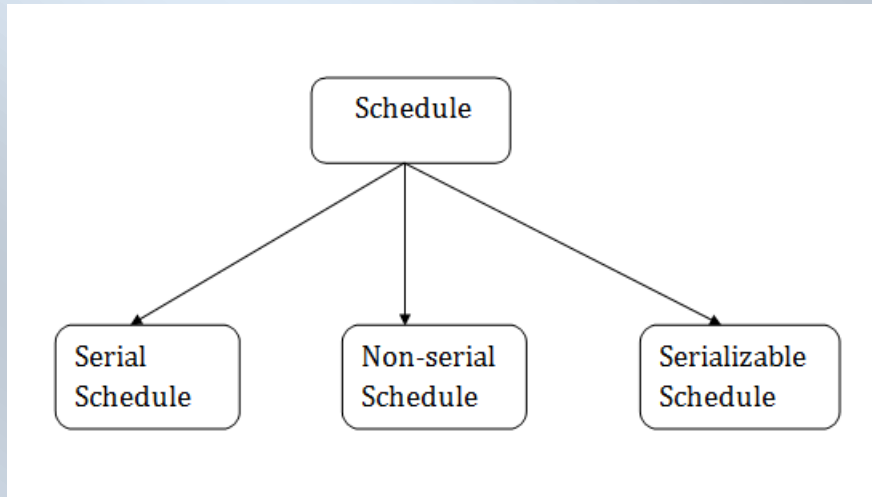 Schedule
Serial
Schedule
Non-serial
Schedule
Serializable
Schedule